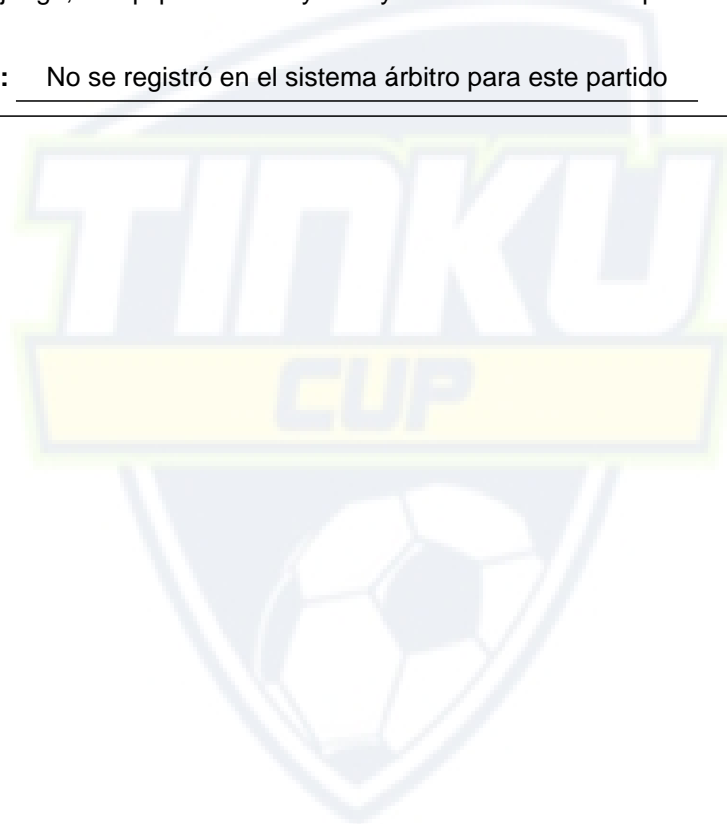 : No se registró en el sistema árbitro para este partido
TINKU
CUP